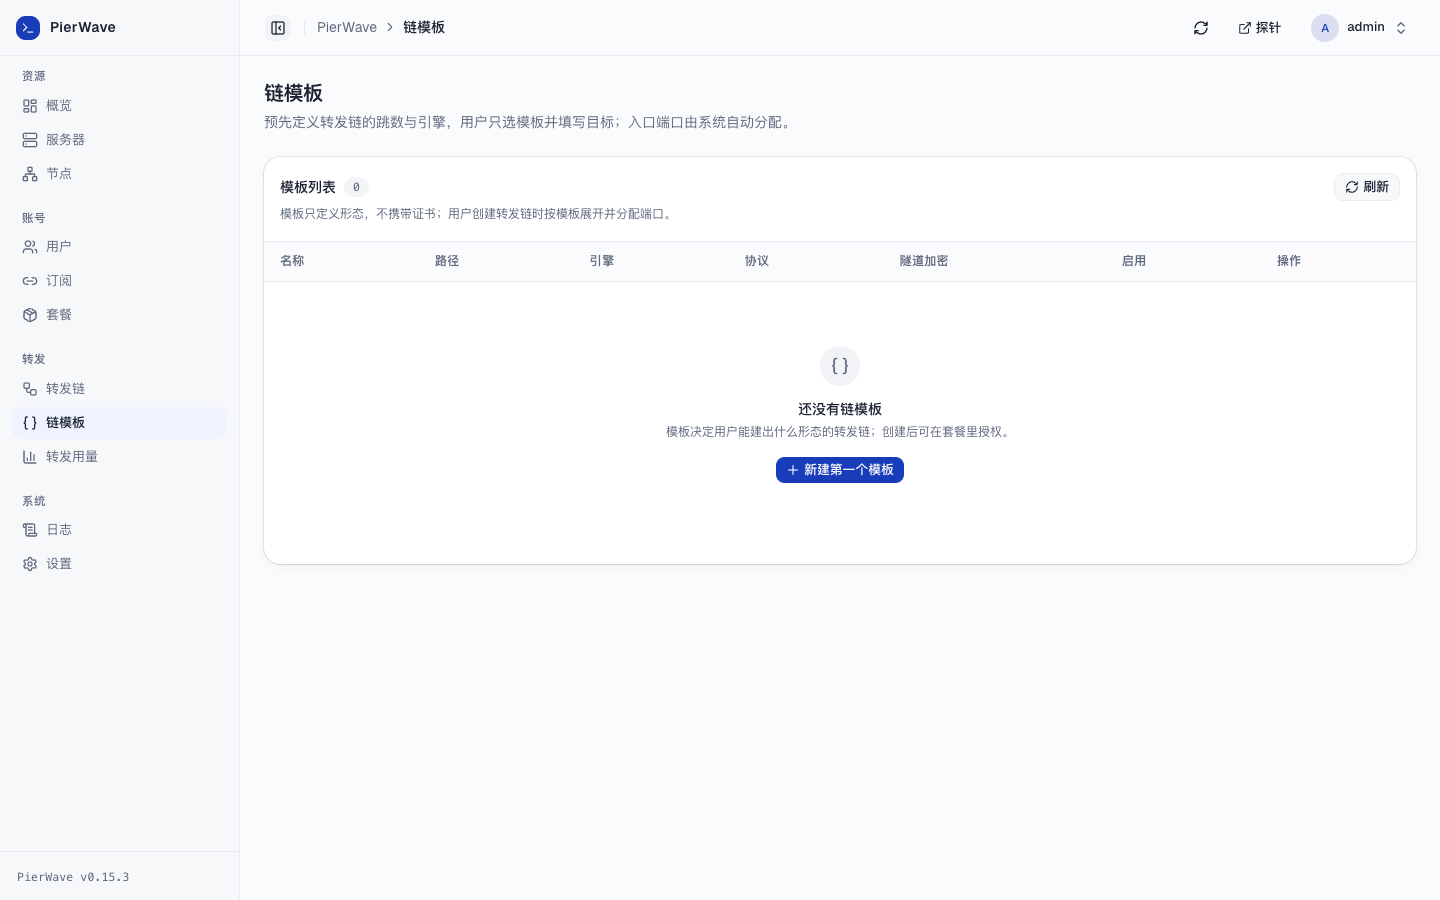 PierWave
PierWave > 链模板
探针
A
admin
资源
概览
服务器
节点
账号
用户
订阅
套餐
转发
转发链
链模板
转发用量
系统
日志
设置
PierWave v0.15.3
链模板
预先定义转发链的跳数与引擎，用户只选模板并填写目标；入口端口由系统自动分配。
模板列表 0
刷新
模板只定义形态，不携带证书；用户创建转发链时按模板展开并分配端口。
名称 路径 引擎 协议 隧道加密 启用 操作
{ }
还没有链模板
模板决定用户能建出什么形态的转发链；创建后可在套餐里授权。
+ 新建第一个模板